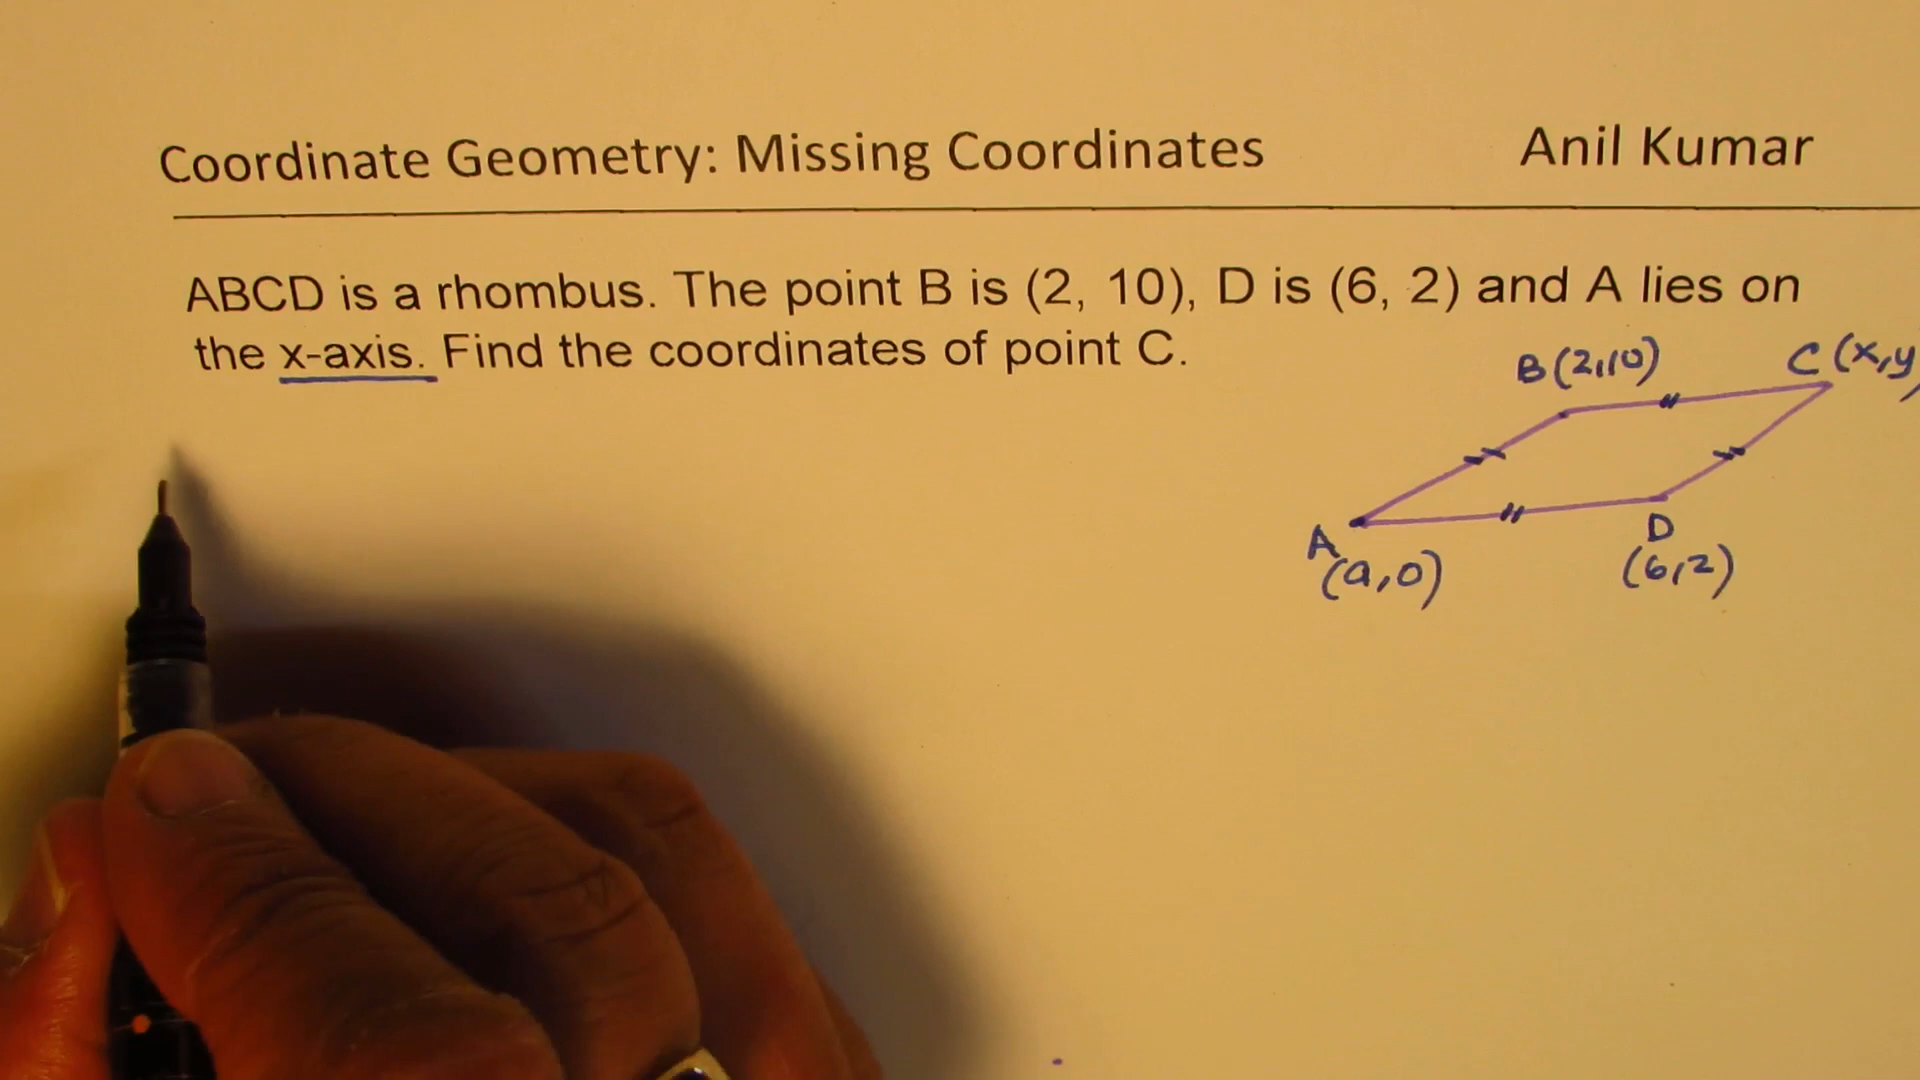 Coordinate Geometry: Missing Coordinates Anil Kumar
ABCD is a rhombus. The point B is (2, 10), D is (6, 2) and A lies on
the x-axis. Find the coordinates of point C.
B (2,10) C (x,y)
A D
(a,0) (6,2)